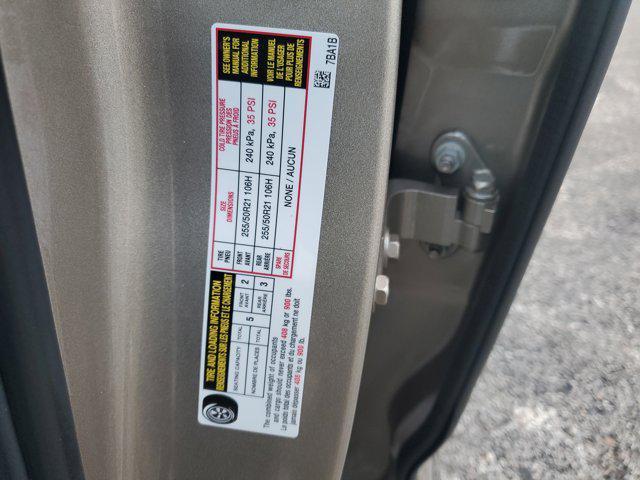 TIRE AND LOADING INFORMATION
RENSEIGNEMENTS SUR LES PNEUS ET LE CHARGEMENT
SEATING CAPACITY TOTAL 5 FRONT 2 REAR 3
NOMBRE DE PLACES TOTAL AVANT ARRIÈRE
The combined weight of occupants
and cargo should never exceed 408 kg or 900 lbs.
Le poids total des occupants et du chargement ne doit
jamais dépasser 408 kg ou 900 lb.
TIRE SIZE COLD TIRE PRESSURE
PNEU DIMENSIONS PRESSION DES
PNEUS À FROID
FRONT 255/50R21 106H 240 kPa, 35 PSI
AVANT
REAR 255/50R21 106H 240 kPa, 35 PSI
ARRIÈRE
SPARE NONE / AUCUN
DE SECOURS
SEE OWNER'S
MANUAL FOR
ADDITIONAL
INFORMATION
VOIR LE MANUEL
DE L'USAGER
POUR PLUS DE
RENSEIGNEMENTS
7BA1B